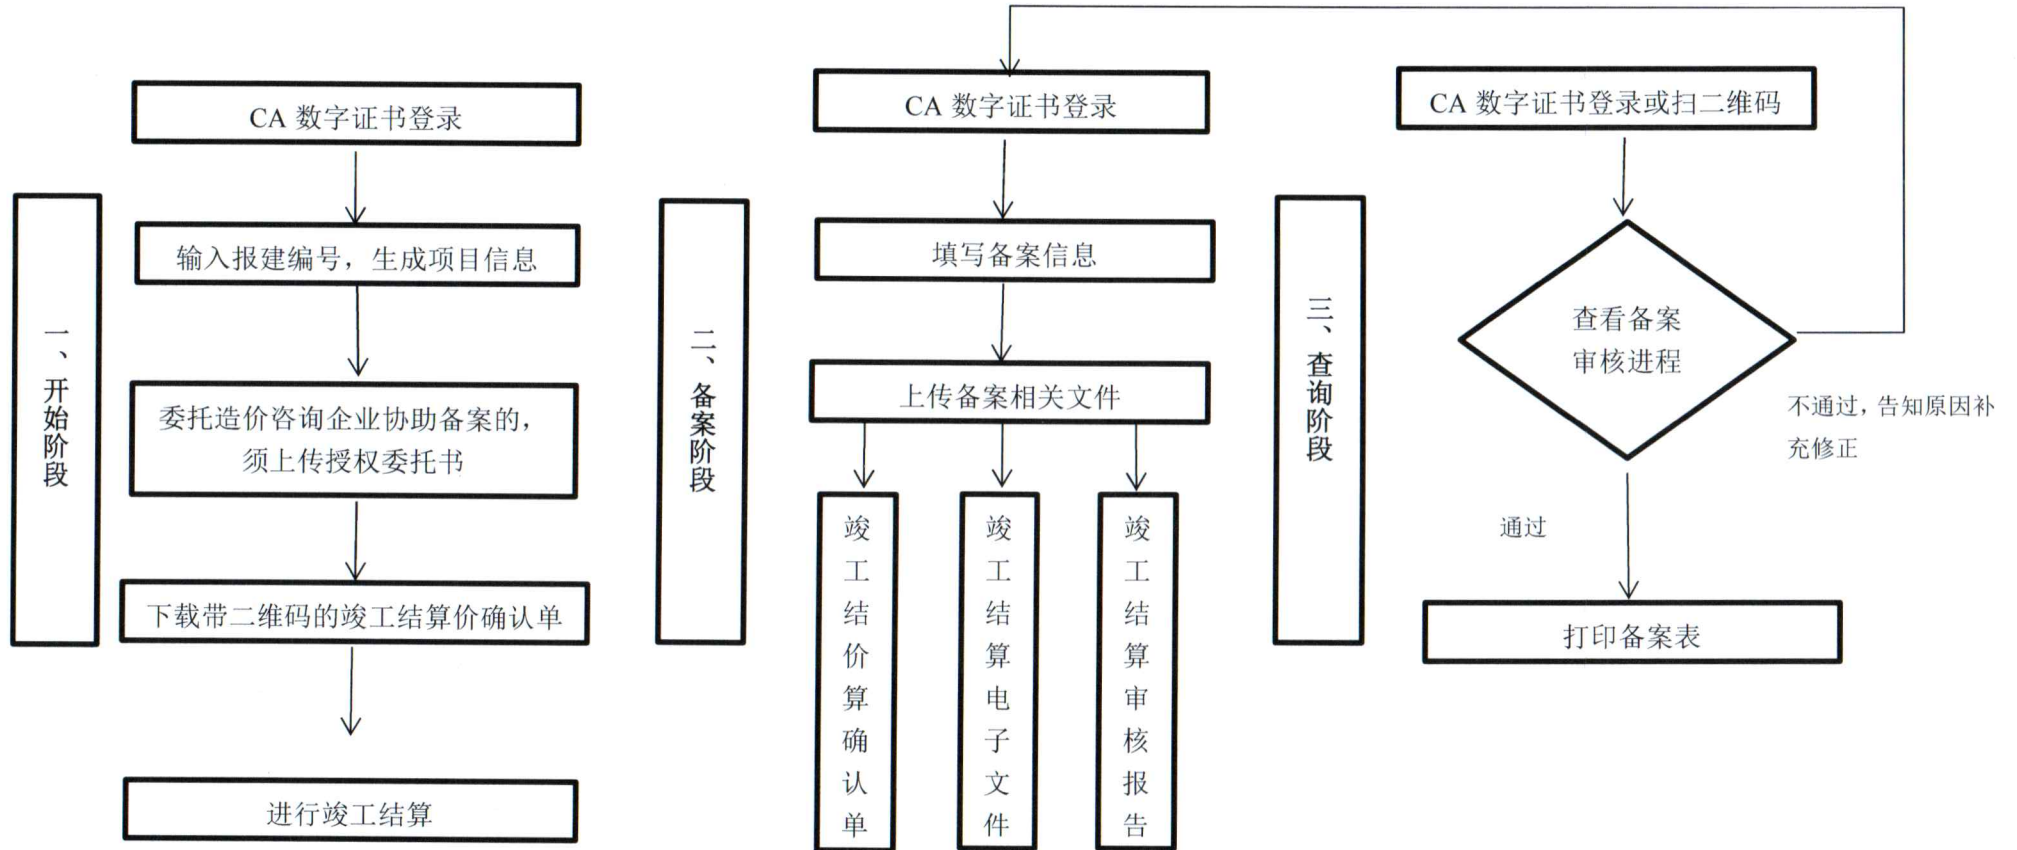 一、开始阶段
CA 数字证书登录
输入报建编号，生成项目信息
委托造价咨询企业协助备案的，
须上传授权委托书
下载带二维码的竣工结算价确认单
进行竣工结算
二、备案阶段
CA 数字证书登录
填写备案信息
上传备案相关文件
竣工结价算确认单
竣工结算电子文件
竣工结算审核报告
三、查询阶段
CA 数字证书登录或扫二维码
查看备案
审核进程
不通过，告知原因补
充修正
通过
打印备案表